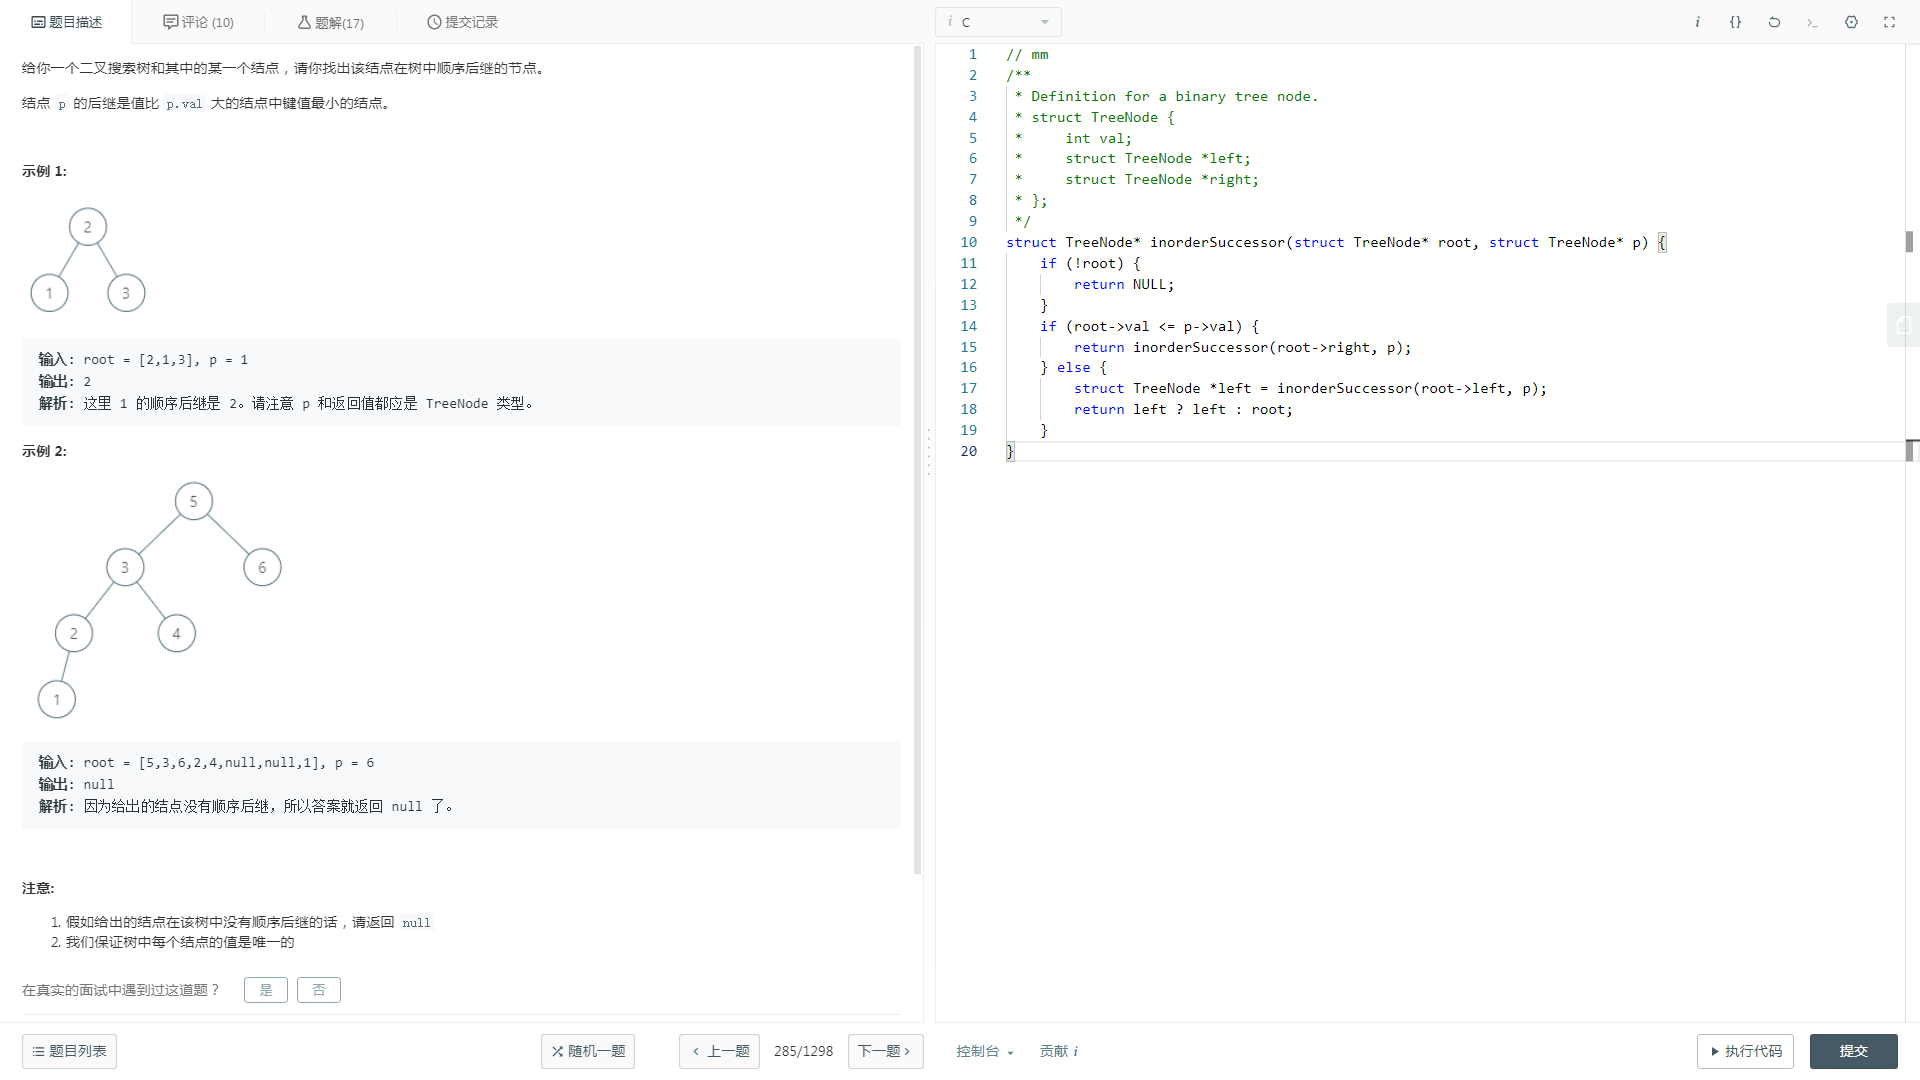 题目描述
评论 (10)
题解(17)
提交记录
i C
i {} >_
给你一个二叉搜索树和其中的某一个结点，请你找出该结点在树中顺序后继的节点。
结点 p 的后继是值比 p.val 大的结点中键值最小的结点。
示例 1:
2
1 3
输入: root = [2,1,3], p = 1
输出: 2
解析: 这里 1 的顺序后继是 2。请注意 p 和返回值都应是 TreeNode 类型。
示例 2:
5
3 6
2 4
1
输入: root = [5,3,6,2,4,null,null,1], p = 6
输出: null
解析: 因为给出的结点没有顺序后继，所以答案就返回 null 了。
注意:
1. 假如给出的结点在该树中没有顺序后继的话，请返回 null
2. 我们保证树中每个结点的值是唯一的
在真实的面试中遇到过这道题？ 是 否
1 // mm
2 /**
3 * Definition for a binary tree node.
4 * struct TreeNode {
5 *     int val;
6 *     struct TreeNode *left;
7 *     struct TreeNode *right;
8 * };
9 */
10 struct TreeNode* inorderSuccessor(struct TreeNode* root, struct TreeNode* p) {
11     if (!root) {
12         return NULL;
13     }
14     if (root->val <= p->val) {
15         return inorderSuccessor(root->right, p);
16     } else {
17         struct TreeNode *left = inorderSuccessor(root->left, p);
18         return left ? left : root;
19     }
20 }
题目列表
随机一题
‹ 上一题
285/1298
下一题 ›
控制台
贡献 i
执行代码
提交